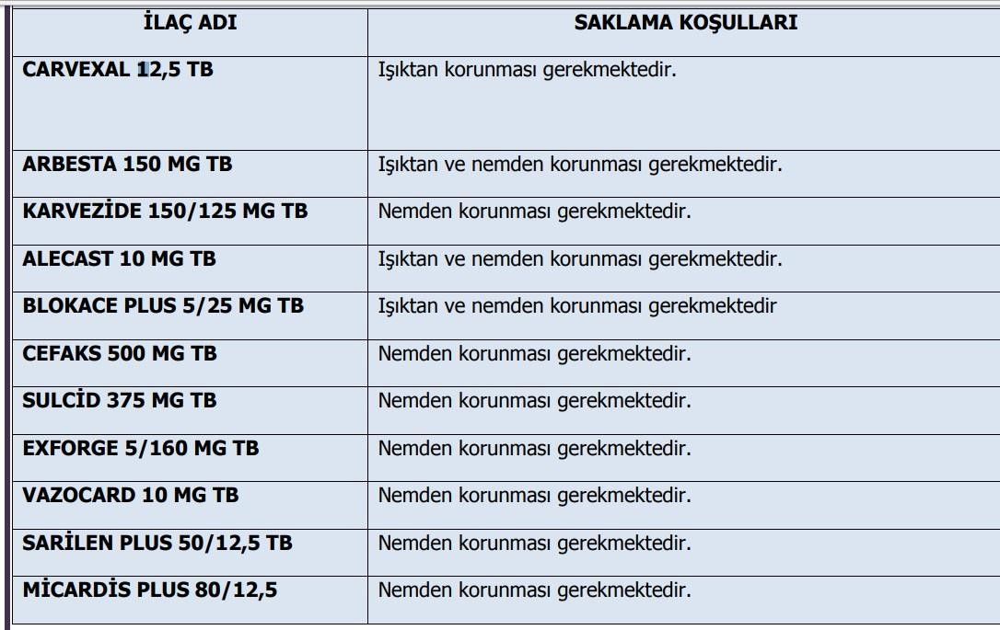 İLAÇ ADI SAKLAMA KOŞULLARI
CARVEXAL 12,5 TB Işıktan korunması gerekmektedir.
ARBESTA 150 MG TB Işıktan ve nemden korunması gerekmektedir.
KARVEZİDE 150/125 MG TB Nemden korunması gerekmektedir.
ALECAST 10 MG TB Işıktan ve nemden korunması gerekmektedir.
BLOKACE PLUS 5/25 MG TB Işıktan ve nemden korunması gerekmektedir
CEFAKS 500 MG TB Nemden korunması gerekmektedir.
SULCİD 375 MG TB Nemden korunması gerekmektedir.
EXFORGE 5/160 MG TB Nemden korunması gerekmektedir.
VAZOCARD 10 MG TB Nemden korunması gerekmektedir.
SARİLEN PLUS 50/12,5 TB Nemden korunması gerekmektedir.
MİCARDİS PLUS 80/12,5 Nemden korunması gerekmektedir.